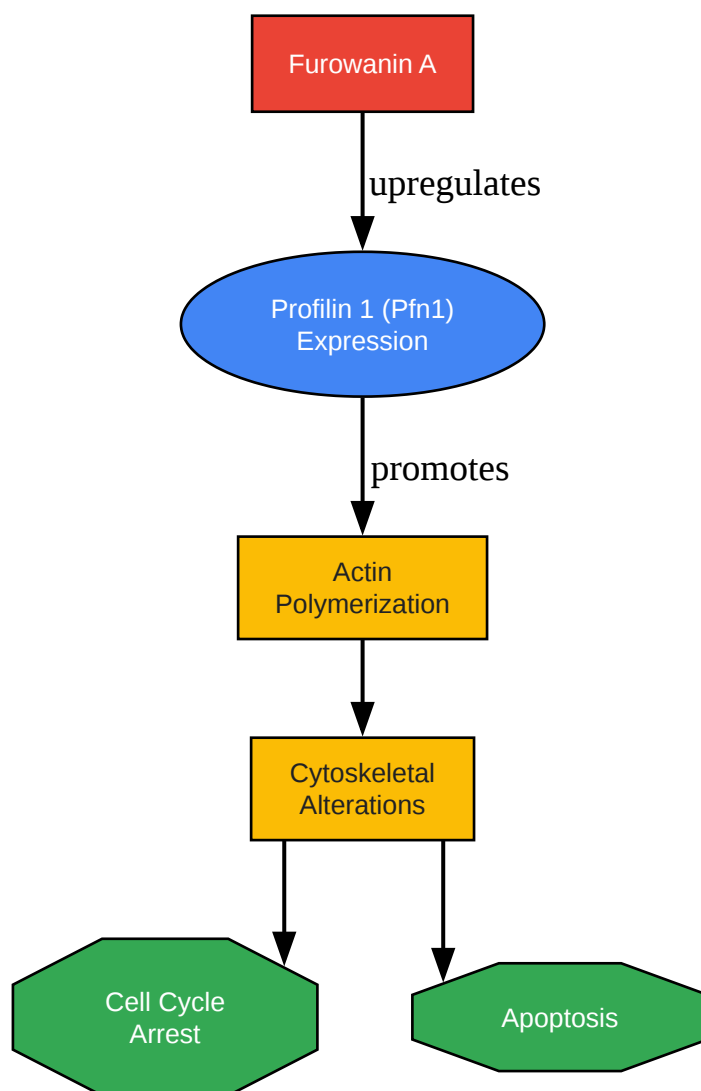 Furowanin A
upregulates
Profilin 1 (Pfn1)
Expression
promotes
Actin
Polymerization
Cytoskeletal
Alterations
Cell Cycle
Arrest
Apoptosis